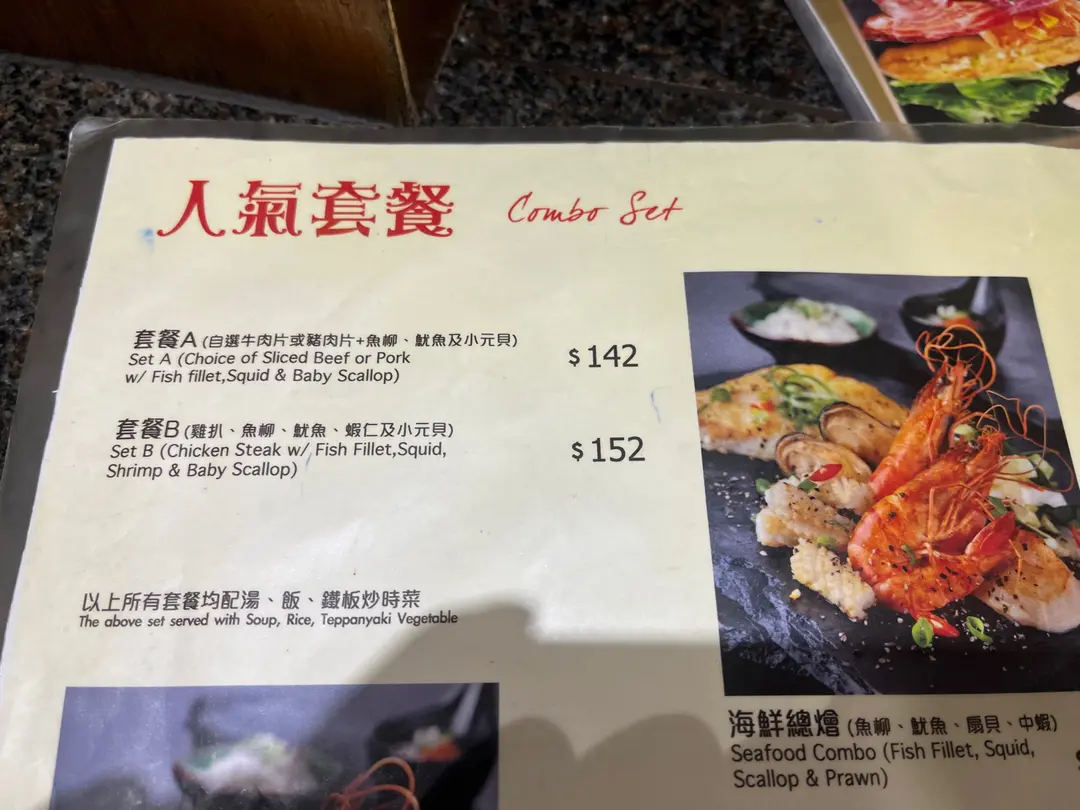 人氣套餐 Combo Set
套餐A (自選牛肉片或豬肉片+魚柳、魷魚及小元貝)
Set A (Choice of Sliced Beef or Pork
w/ Fish fillet,Squid & Baby Scallop)
$142
套餐B (雞扒、魚柳、魷魚、蝦仁及小元貝)
Set B (Chicken Steak w/ Fish Fillet,Squid,
Shrimp & Baby Scallop)
$152
以上所有套餐均配湯、飯、鐵板炒時菜
The above set served with Soup, Rice, Teppanyaki Vegetable
海鮮總燴 (魚柳、魷魚、扇貝、中蝦)
Seafood Combo (Fish Fillet, Squid,
Scallop & Prawn)